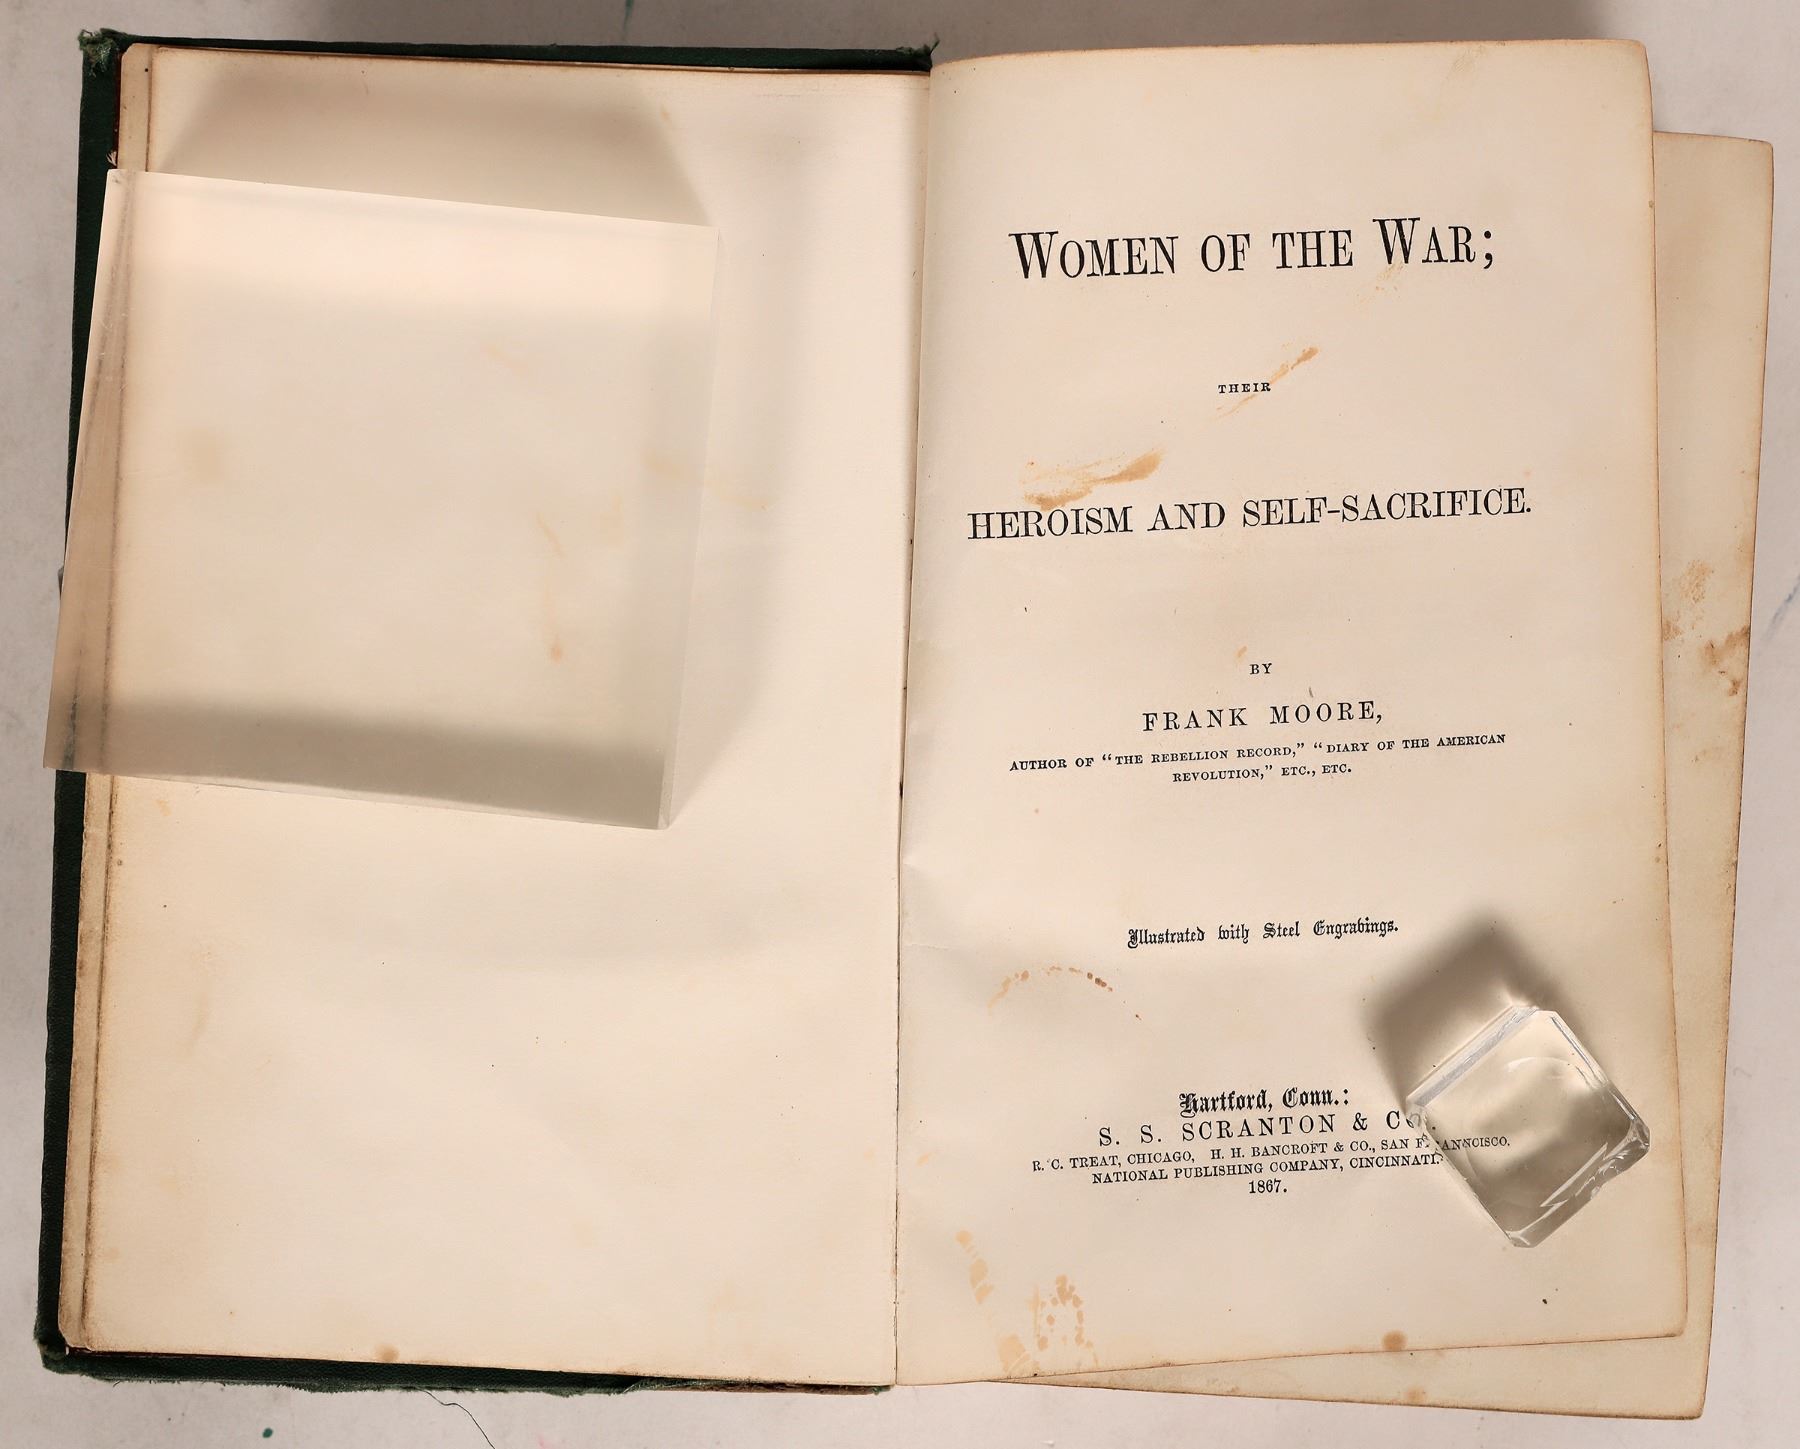 WOMEN OF THE WAR;
THEIR
HEROISM AND SELF-SACRIFICE.
BY
FRANK MOORE,
AUTHOR OF “THE REBELLION RECORD,” “DIARY OF THE AMERICAN
REVOLUTION,” ETC., ETC.
Illustrated with Steel Engravings.
Hartford, Conn.:
S. S. SCRANTON & CO.
R. C. TREAT, CHICAGO, H. H. BANCROFT & CO., SAN FRANCISCO.
NATIONAL PUBLISHING COMPANY, CINCINNATI.
1867.